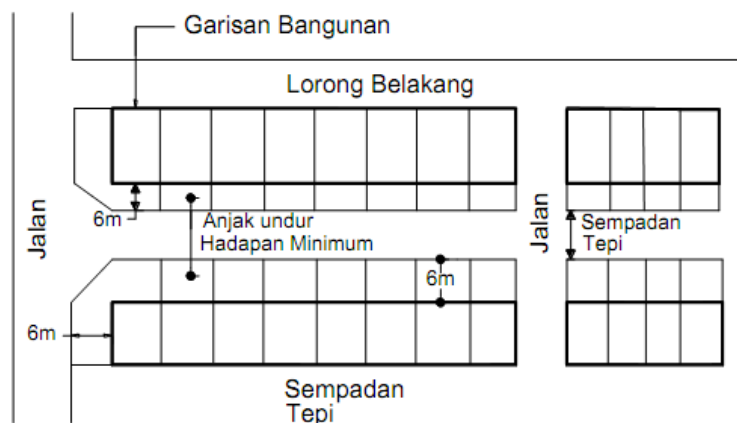 Garisan Bangunan
Lorong Belakang
6m
Anjak undur
Hadapan Minimum
Jalan
Jalan
Sempadan
Tepi
6m
6m
Sempadan
Tepi